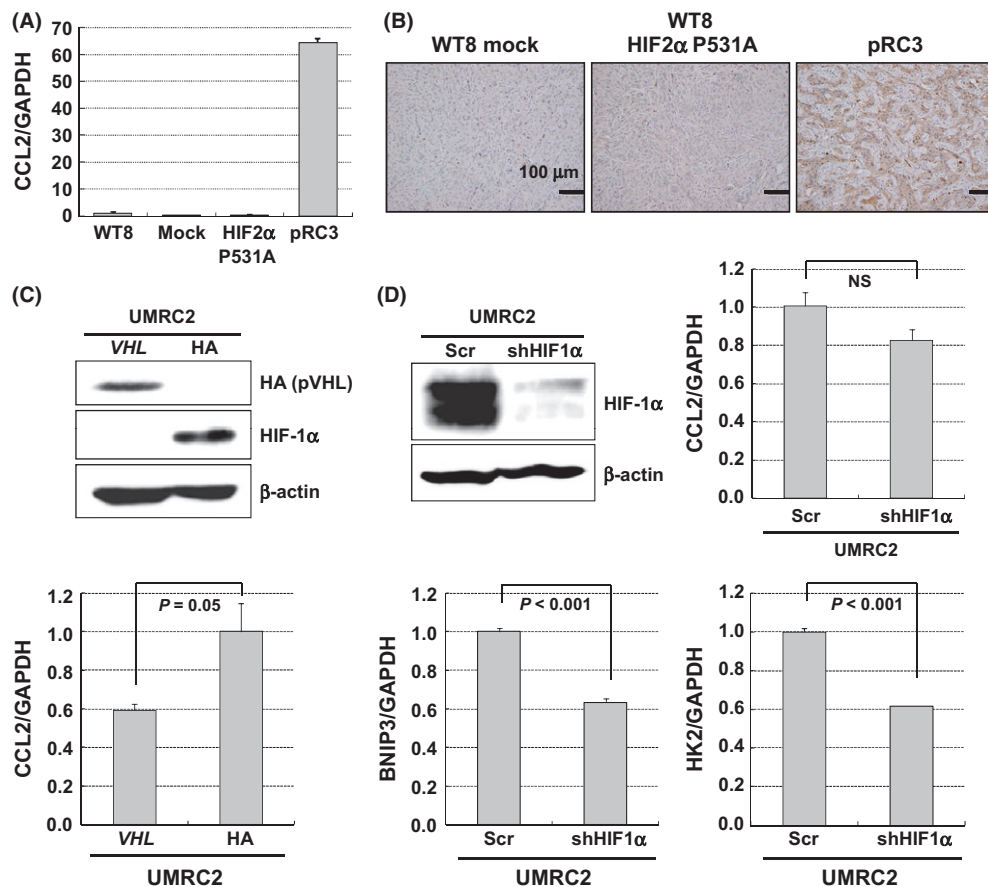 (A)
CCL2/GAPDH
70
60
50
40
30
20
10
0
WT8
Mock
HIF2α
P531A
pRC3
(B)
WT8 mock
WT8
HIF2α P531A
pRC3
100 μm
(C)
UMRC2
VHL HA
HA (pVHL)
HIF-1α
β-actin
CCL2/GAPDH
1.2
1.0
0.8
0.6
0.4
0.2
0.0
P = 0.05
VHL HA
UMRC2
(D)
UMRC2
Scr shHIF1α
HIF-1α
β-actin
CCL2/GAPDH
1.2
1.0
0.8
0.6
0.4
0.2
0.0
NS
Scr shHIF1α
UMRC2
BNIP3/GAPDH
1.2
1.0
0.8
0.6
0.4
0.2
0.0
P < 0.001
Scr shHIF1α
UMRC2
HK2/GAPDH
1.2
1.0
0.8
0.6
0.4
0.2
0.0
P < 0.001
Scr shHIF1α
UMRC2